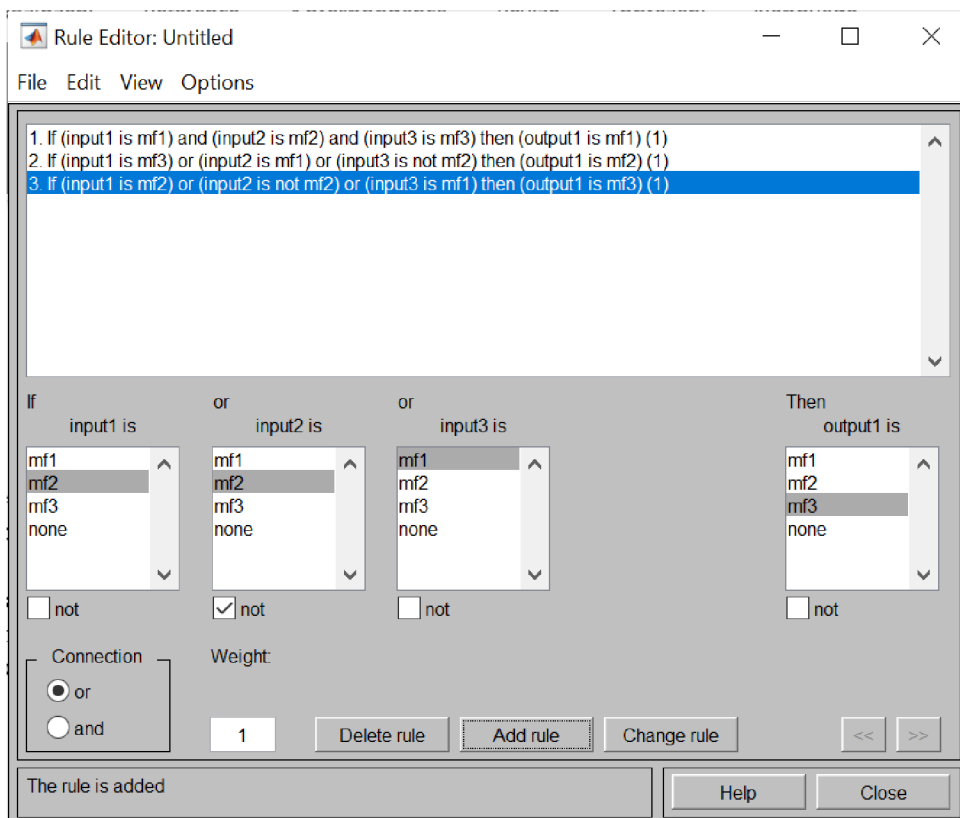 Rule Editor: Untitled
File Edit View Options
1. If (input1 is mf1) and (input2 is mf2) and (input3 is mf3) then (output1 is mf1) (1)
2. If (input1 is mf3) or (input2 is mf1) or (input3 is not mf2) then (output1 is mf2) (1)
3. If (input1 is mf2) or (input2 is not mf2) or (input3 is mf1) then (output1 is mf3) (1)
If or or Then
input1 is input2 is input3 is output1 is
mf1 mf1 mf1 mf1
mf2 mf2 mf2 mf2
mf3 mf3 mf3 mf3
none none none none
not not not not
Connection Weight:
or
and 1 Delete rule Add rule Change rule << >>
The rule is added Help Close